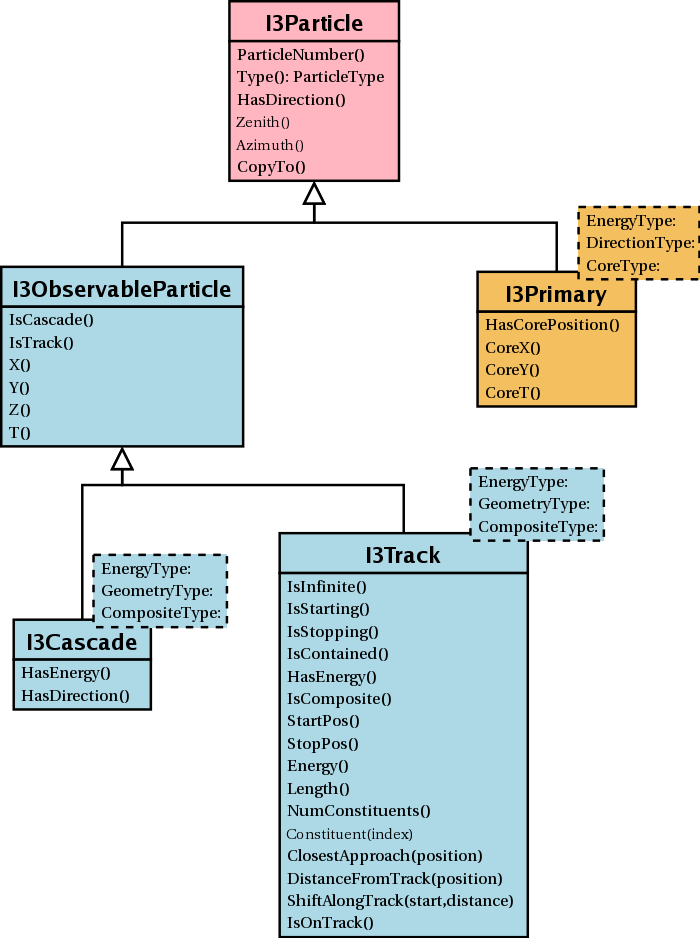 I3Particle
ParticleNumber()
Type(): ParticleType
HasDirection()
Zenith()
Azimuth()
CopyTo()
EnergyType:
DirectionType:
CoreType:
I3Primary
HasCorePosition()
CoreX()
CoreY()
CoreT()
I3ObservableParticle
IsCascade()
IsTrack()
X()
Y()
Z()
T()
EnergyType:
GeometryType:
CompositeType:
I3Cascade
HasEnergy()
HasDirection()
EnergyType:
GeometryType:
CompositeType:
I3Track
IsInfinite()
IsStarting()
IsStopping()
IsContained()
HasEnergy()
IsComposite()
StartPos()
StopPos()
Energy()
Length()
NumConstituents()
Constituent(index)
ClosestApproach(position)
DistanceFromTrack(position)
ShiftAlongTrack(start,distance)
IsOnTrack()